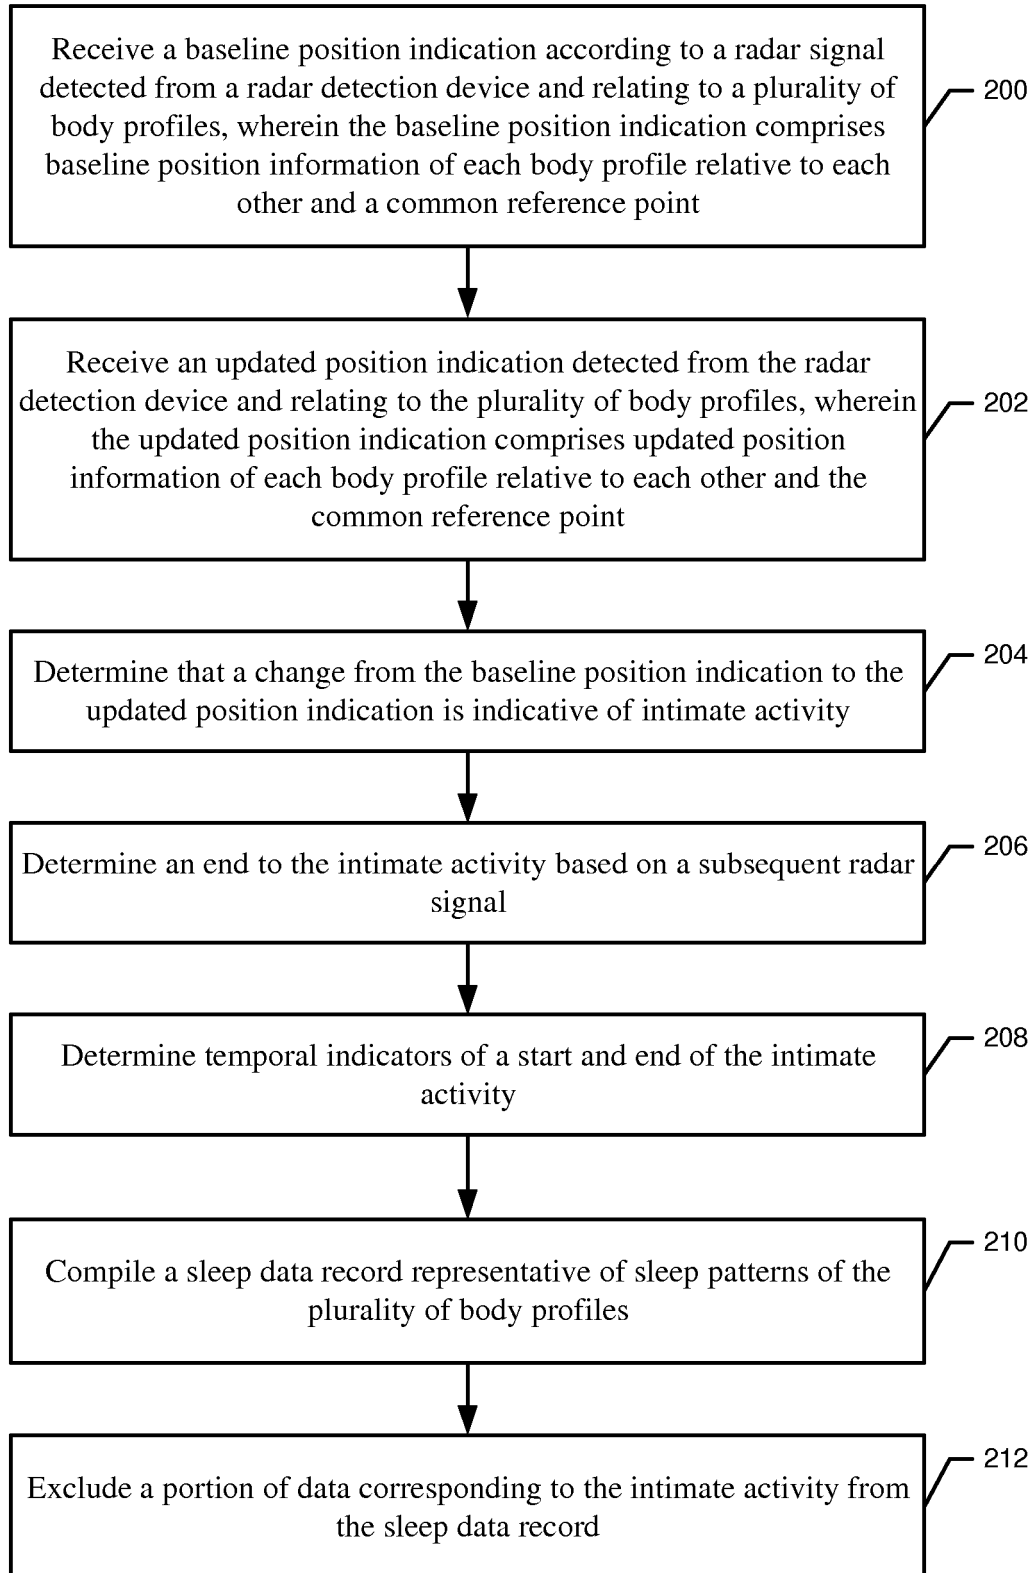 Receive a baseline position indication according to a radar signal
detected from a radar detection device and relating to a plurality of
body profiles, wherein the baseline position indication comprises
baseline position information of each body profile relative to each
other and a common reference point
200
Receive an updated position indication detected from the radar
detection device and relating to the plurality of body profiles, wherein
the updated position indication comprises updated position
information of each body profile relative to each other and the
common reference point
202
Determine that a change from the baseline position indication to the
updated position indication is indicative of intimate activity
204
Determine an end to the intimate activity based on a subsequent radar
signal
206
Determine temporal indicators of a start and end of the intimate
activity
208
Compile a sleep data record representative of sleep patterns of the
plurality of body profiles
210
Exclude a portion of data corresponding to the intimate activity from
the sleep data record
212